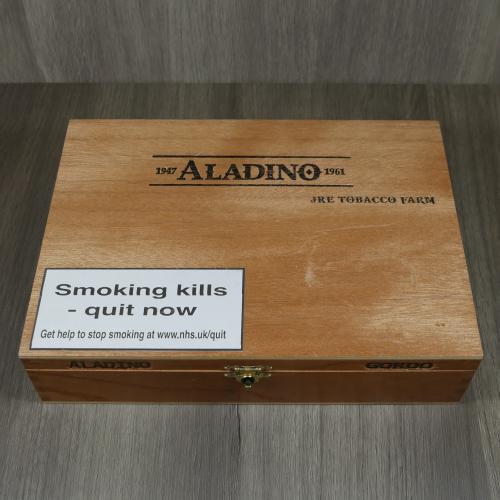 1947 ALADINO 1961
JRE TOBACCO FARM
Smoking kills
- quit now
Get help to stop smoking at www.nhs.uk/quit
ALADINO GORDO